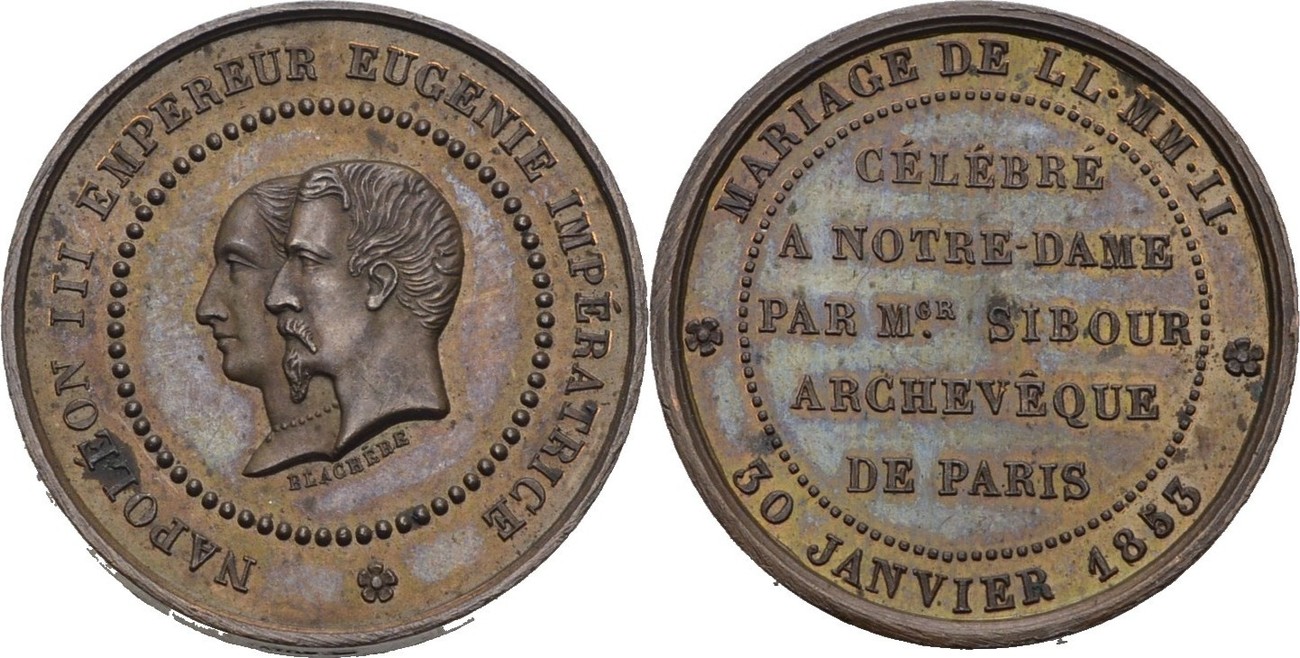 NAPOLÉON III EMPEREUR EUGENIE IMPÉRATRICE
BLACHÈRE
MARIAGE DE LL·MM·II·
CÉLÉBRÉ
A NOTRE-DAME
PAR MGR. SIBOUR
ARCHEVÊQUE
DE PARIS
30 JANVIER 1853